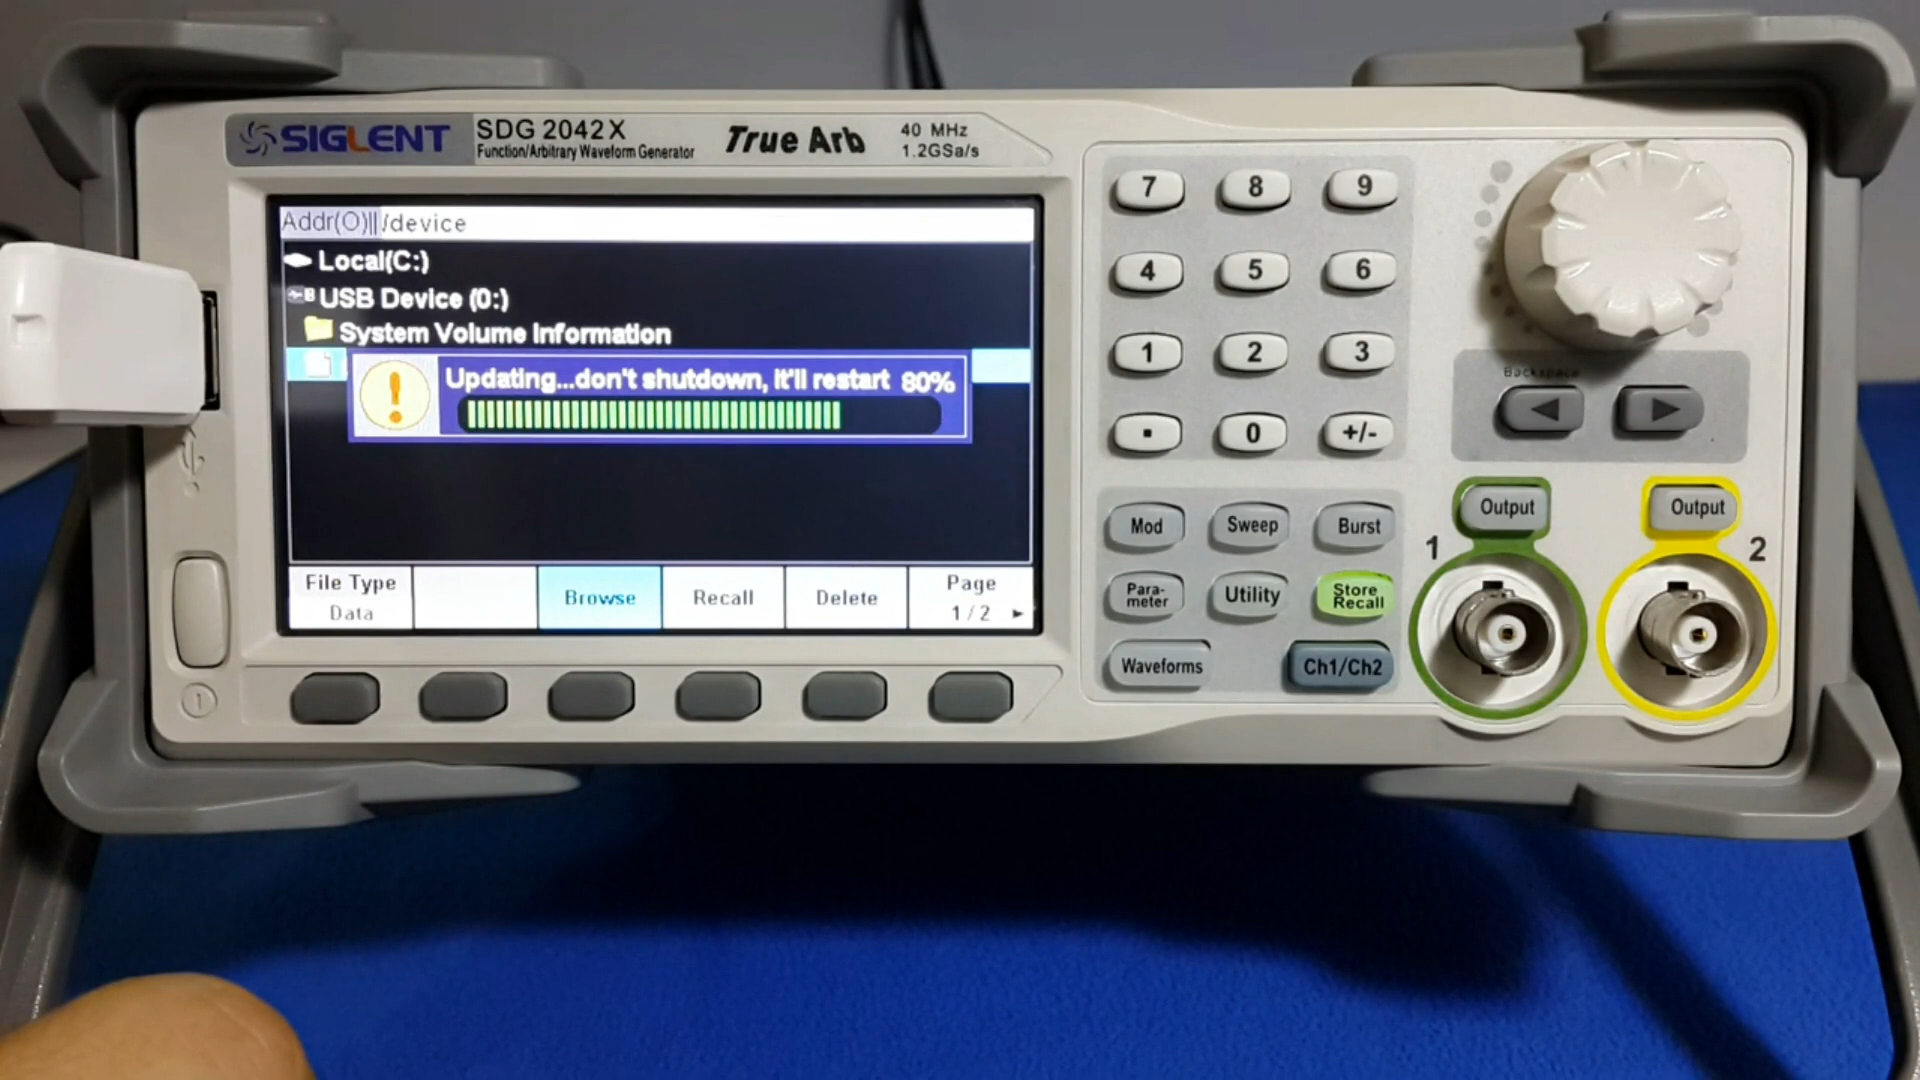 SIGLENT
SDG 2042X
Function/Arbitrary Waveform Generator
True Arb
40 MHz
1.2GSa/s
Addr(O)|| /device
Local(C:)
USB Device (0:)
System Volume Information
Updating...don't shutdown, it'll restart 80%
File Type
Data
Browse
Recall
Delete
Page
1/2 ►
7 8 9
4 5 6
1 2 3
. 0 +/-
Backspace
Mod Sweep Burst
Para-
meter
Utility
Store
Recall
Waveforms
Ch1/Ch2
Output
1
Output
2